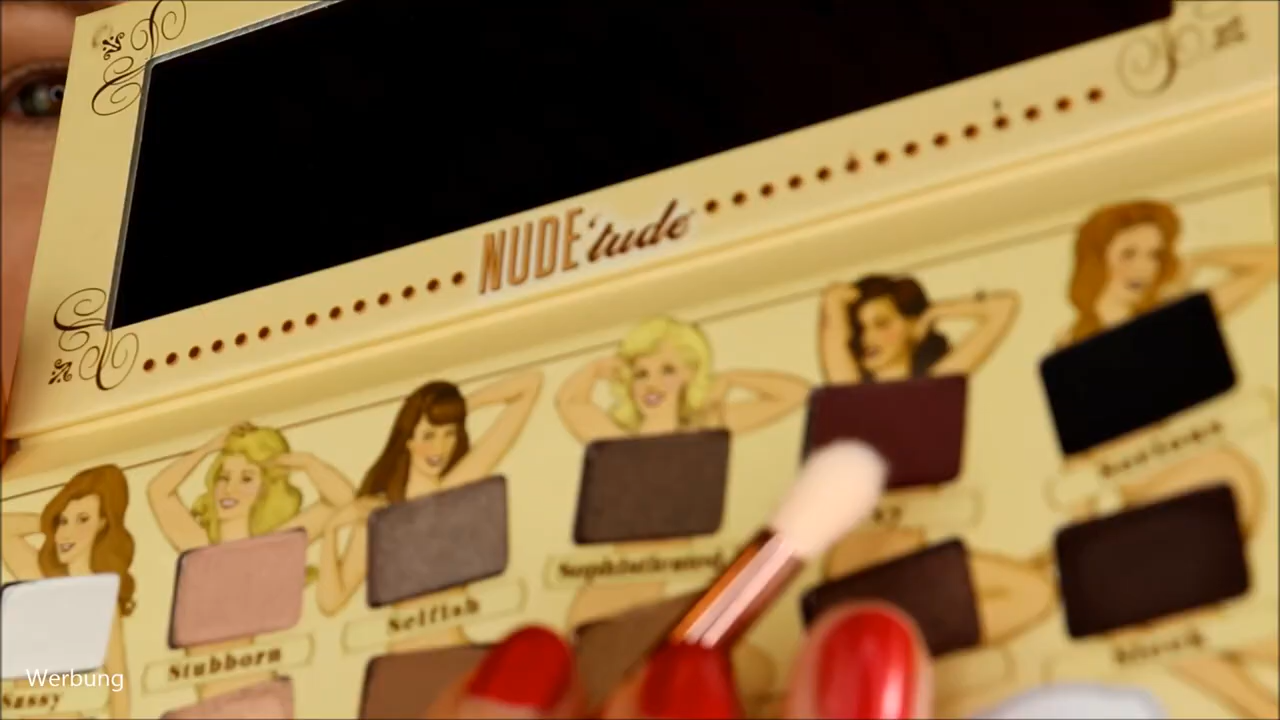 NUDE'tude
Sophisticated
Selfish
Stubborn
Sassy
Werbung